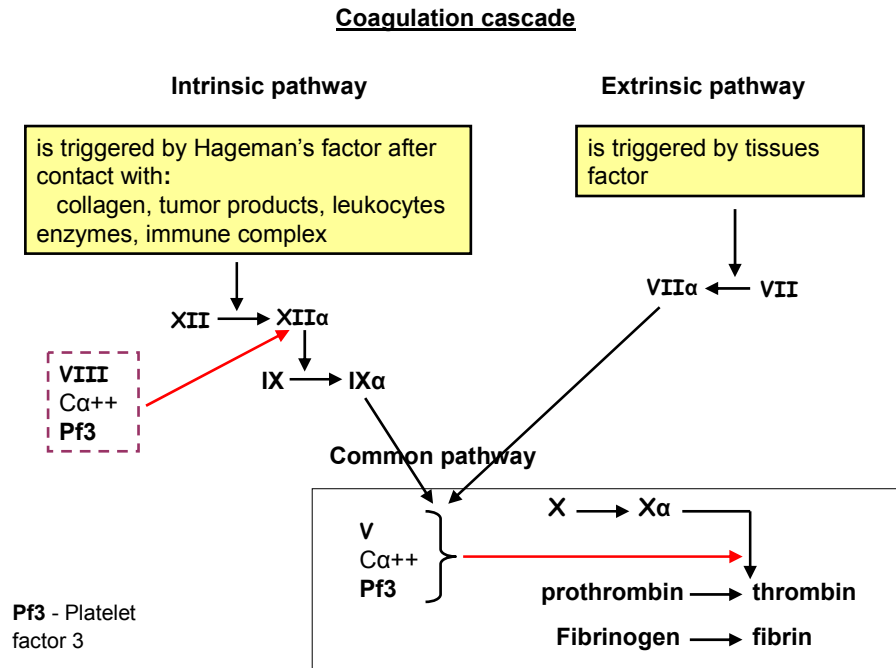 Coagulation cascade
Intrinsic pathway
Extrinsic pathway
is triggered by Hageman's factor after
contact with:
collagen, tumor products, leukocytes
enzymes, immune complex
is triggered by tissues
factor
XII
XIIα
VIIα
VII
VIII
Cα++
Pf3
IX
IXα
Common pathway
V
Cα++
Pf3
X
Xα
prothrombin
thrombin
Fibrinogen
fibrin
Pf3 - Platelet
factor 3